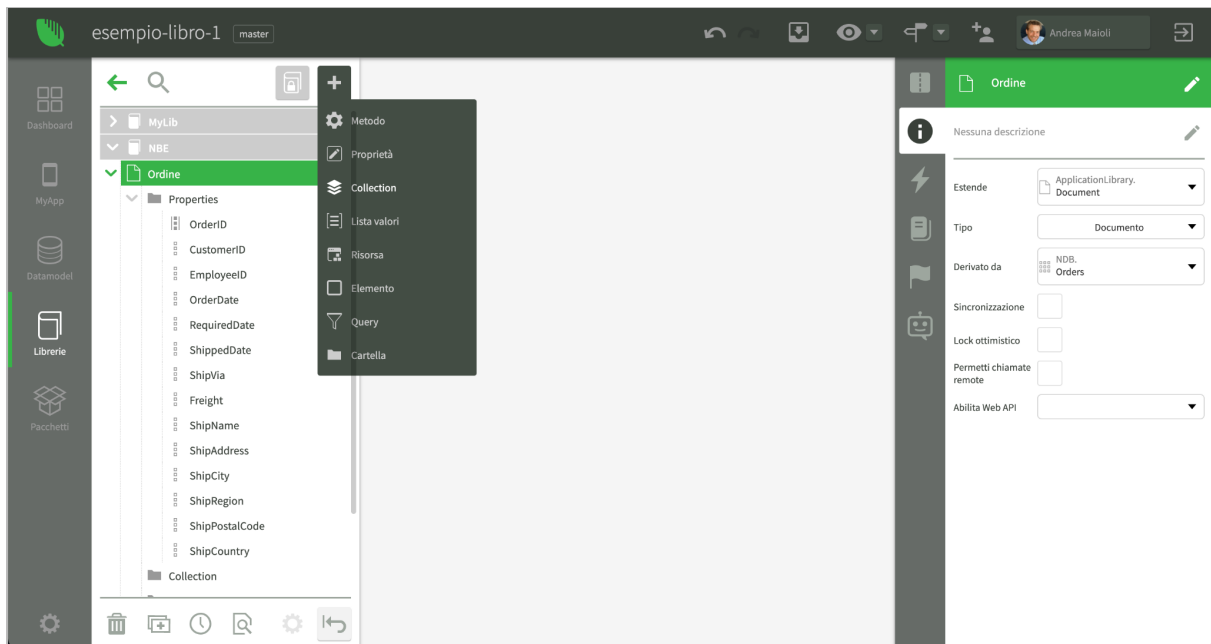 esempio-libro-1 master
Andrea Maioli
Dashboard
MyApp
Datamodel
Librerie
Pacchetti
MyLib
NBE
Ordine
Properties
OrderID
CustomerID
EmployeeID
OrderDate
RequiredDate
ShippedDate
ShipVia
Freight
ShipName
ShipAddress
ShipCity
ShipRegion
ShipPostalCode
ShipCountry
Collection
Metodo
Proprietà
Collection
Lista valori
Risorsa
Elemento
Query
Cartella
Ordine
Nessuna descrizione
Estende
ApplicationLibrary.
Document
Tipo
Documento
Derivato da
NDB.
Orders
Sincronizzazione
Lock ottimistico
Permetti chiamate
remote
Abilita Web API